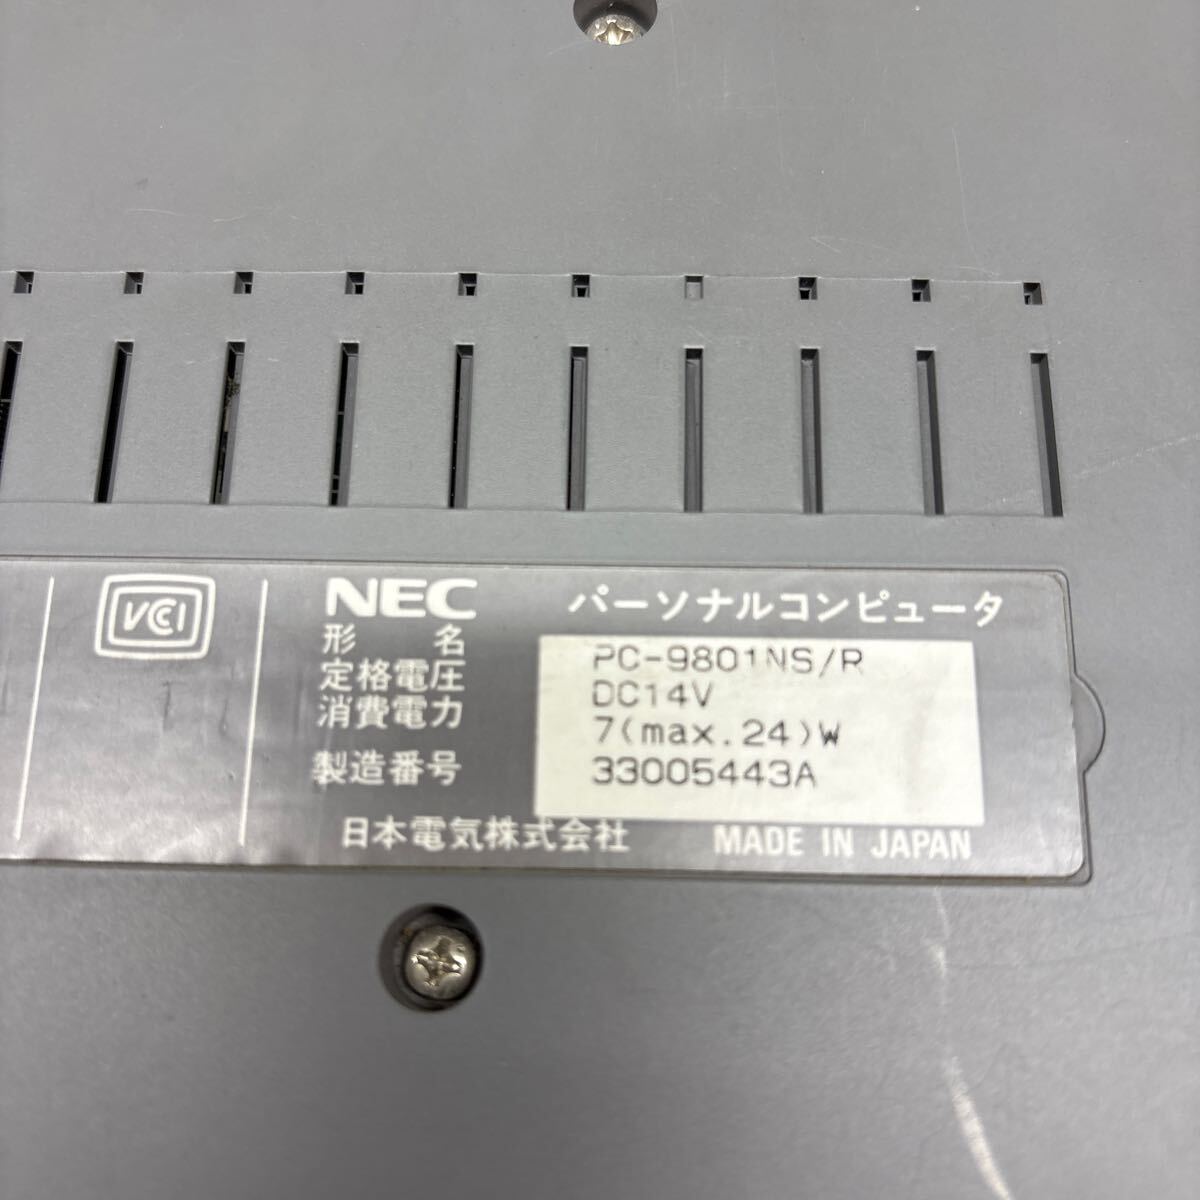 VCCI
NEC パーソナルコンピュータ
形名 PC-9801NS/R
定格電圧 DC14V
消費電力 7(max.24)W
製造番号 33005443A
日本電気株式会社 MADE IN JAPAN